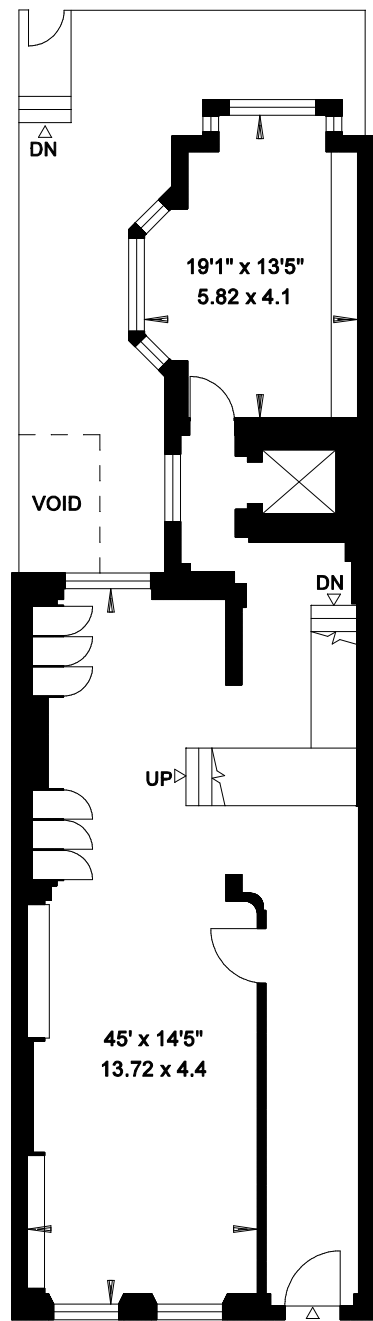 DN
19'1" x 13'5"
5.82 x 4.1
VOID
DN
UP
45' x 14'5"
13.72 x 4.4